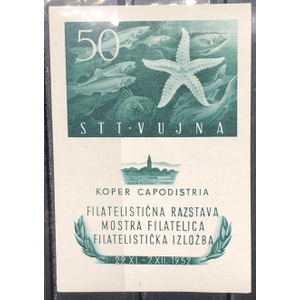 50
STT·VUJNA
KOPER CAPODISTRIA
FILATELISTIČNA RAZSTAVA
MOSTRA FILATELICA
FILATELISTIČKA IZLOŽBA
29.XI.-7.XII.1952